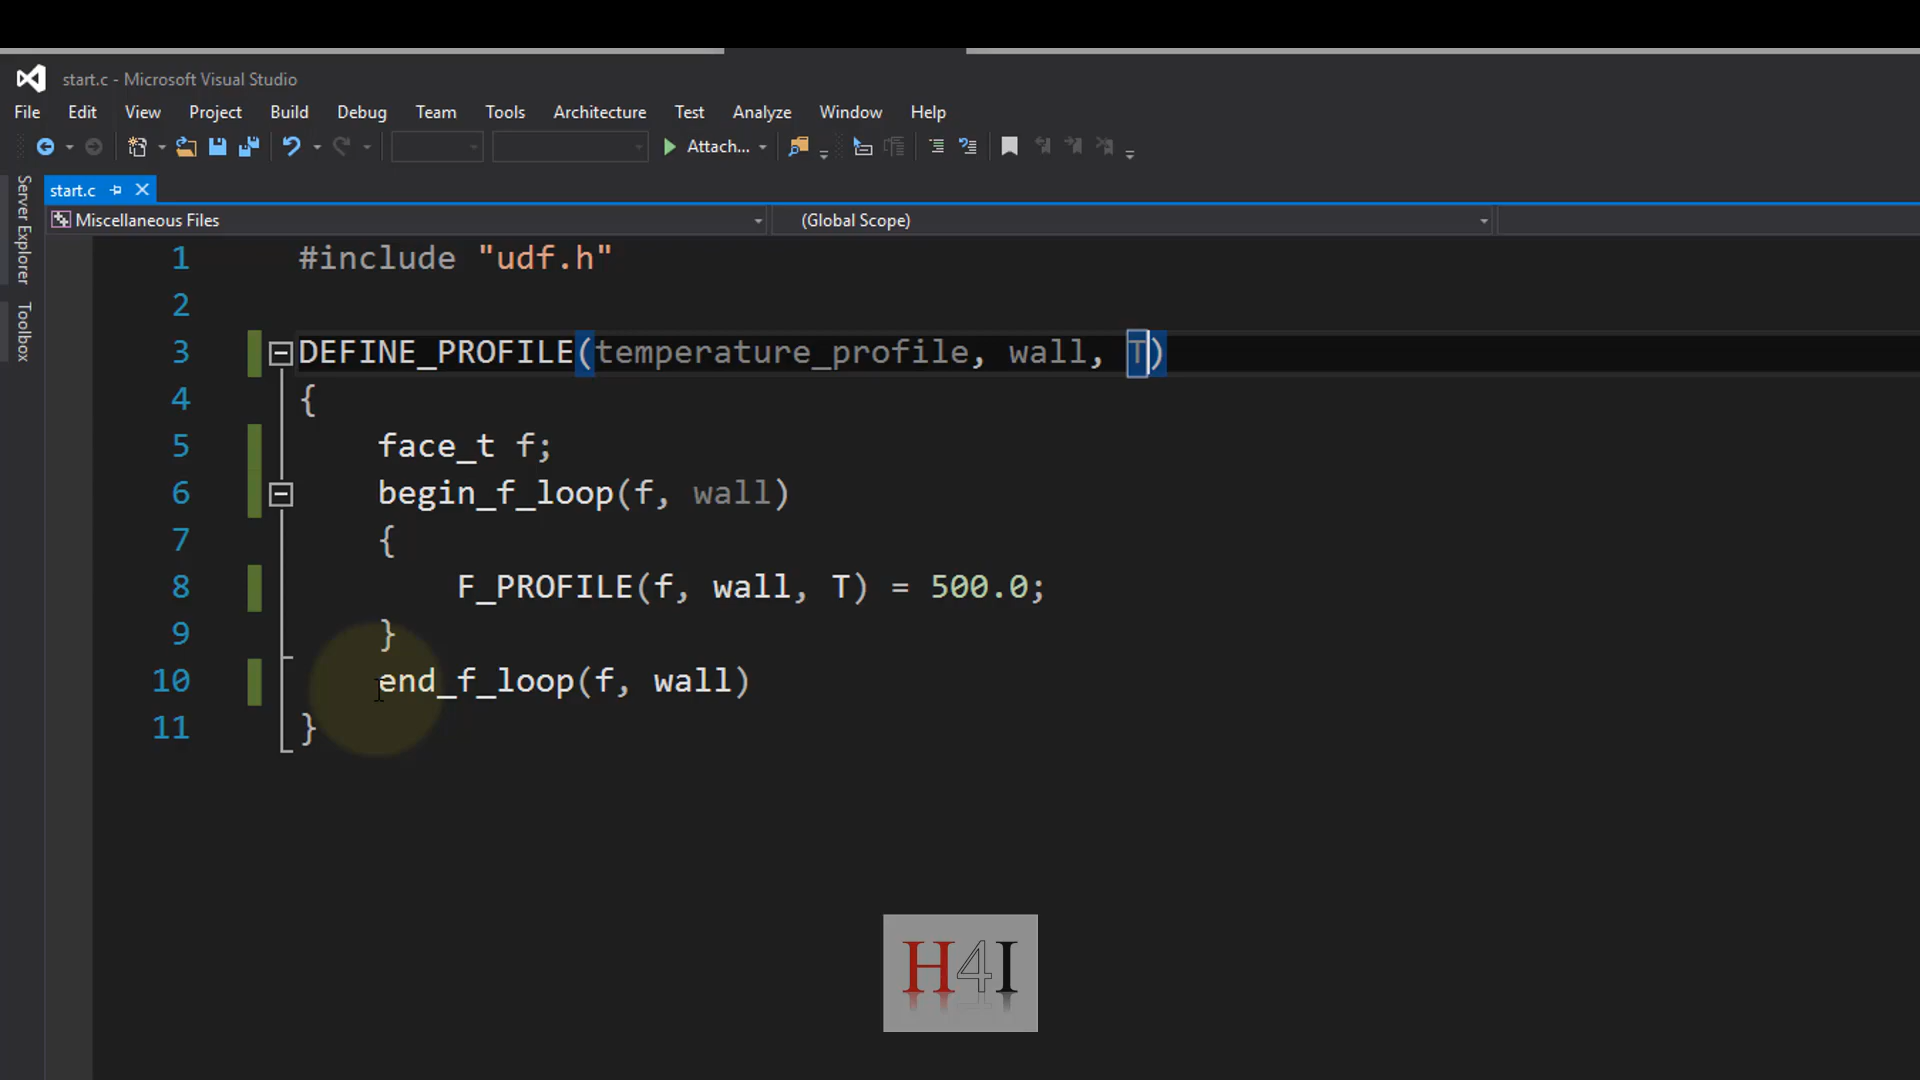 start.c - Microsoft Visual Studio
File Edit View Project Build Debug Team Tools Architecture Test Analyze Window Help
Attach...
start.c
Server Explorer
Toolbox
Miscellaneous Files (Global Scope)
1 #include "udf.h"
2
3 DEFINE_PROFILE(temperature_profile, wall, T)
4 {
5 face_t f;
6 begin_f_loop(f, wall)
7 {
8 F_PROFILE(f, wall, T) = 500.0;
9 }
10 end_f_loop(f, wall)
11 }
H4I